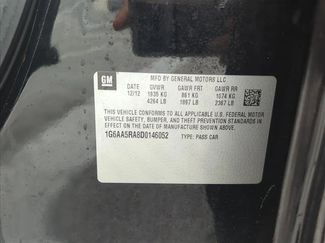 GM
MFD BY GENERAL MOTORS LLC
DATE GVWR GAWR FRT GAWR RR
12/12 1935 KG 861 KG 1074 KG
4264 LB 1897 LB 2367 LB
THIS VEHICLE CONFORMS TO ALL APPLICABLE U.S. FEDERAL
MOTOR VEHICLE SAFETY, BUMPER, AND THEFT PREVENTION
STANDARDS IN EFFECT ON THE DATE OF MANUFACTURE SHOWN ABOVE.
1G6AA5RA8D0146052 TYPE: PASS CAR